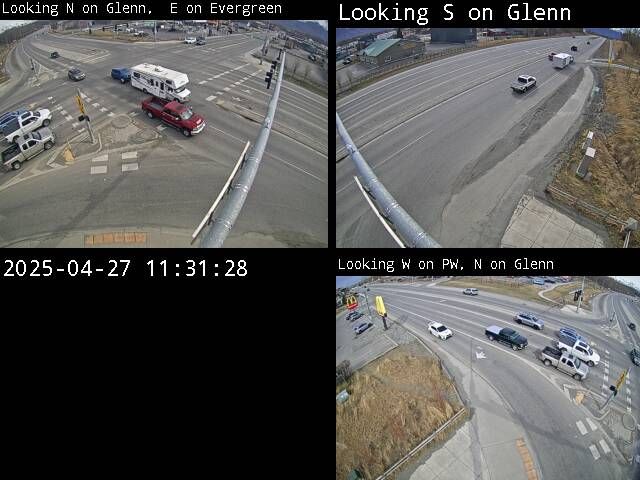 Looking N on Glenn,  E on Evergreen
Looking S on Glenn
2025-04-27 11:31:28
Looking W on PW, N on Glenn